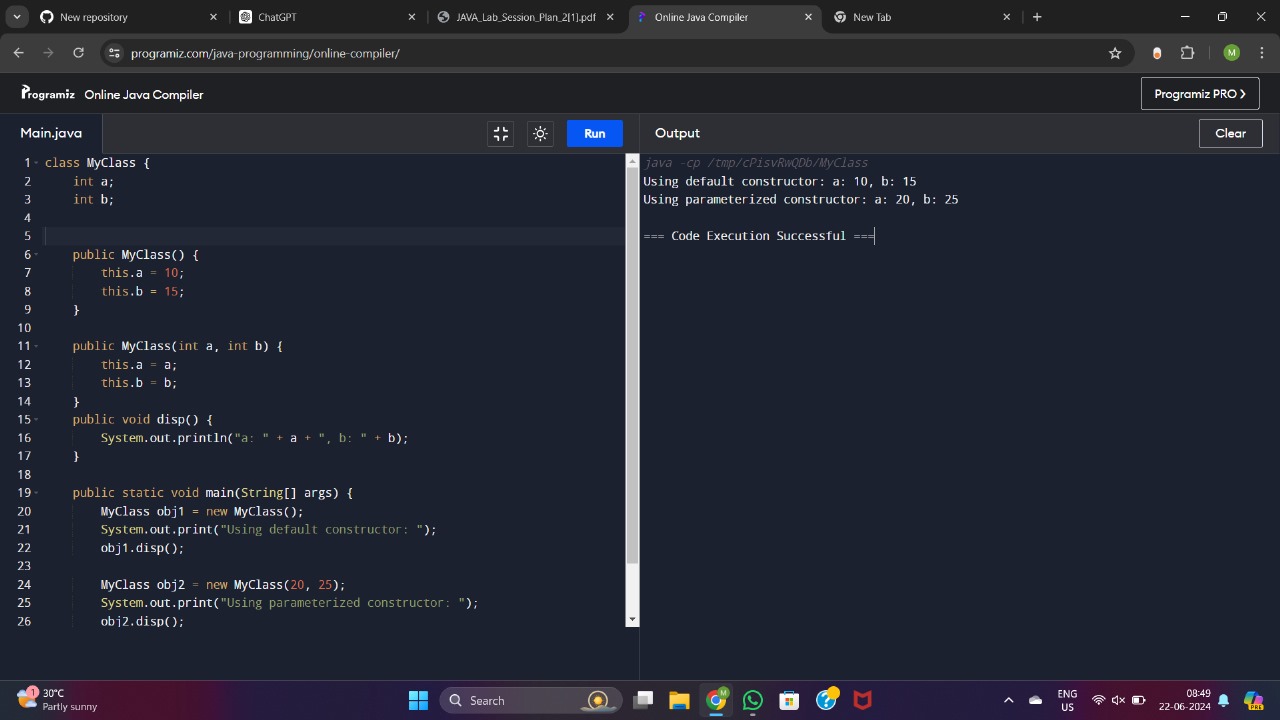 New repository
ChatGPT
JAVA_Lab_Session_Plan_2[1].pdf
Online Java Compiler
New Tab
programiz.com/java-programming/online-compiler/
M
Programiz Online Java Compiler
Programiz PRO
Main.java
Run
Output
Clear
1 class MyClass {
2 int a;
3 int b;
4
5
6 public MyClass() {
7 this.a = 10;
8 this.b = 15;
9 }
10
11 public MyClass(int a, int b) {
12 this.a = a;
13 this.b = b;
14 }
15 public void disp() {
16 System.out.println("a: " + a + ", b: " + b);
17 }
18
19 public static void main(String[] args) {
20 MyClass obj1 = new MyClass();
21 System.out.print("Using default constructor: ");
22 obj1.disp();
23
24 MyClass obj2 = new MyClass(20, 25);
25 System.out.print("Using parameterized constructor: ");
26 obj2.disp();
java -cp /tmp/cPisvRwQDb/MyClass
Using default constructor: a: 10, b: 15
Using parameterized constructor: a: 20, b: 25
=== Code Execution Successful ===
1
30°C
Partly sunny
Search
M
ENG
US
08:49
22-06-2024
PRE